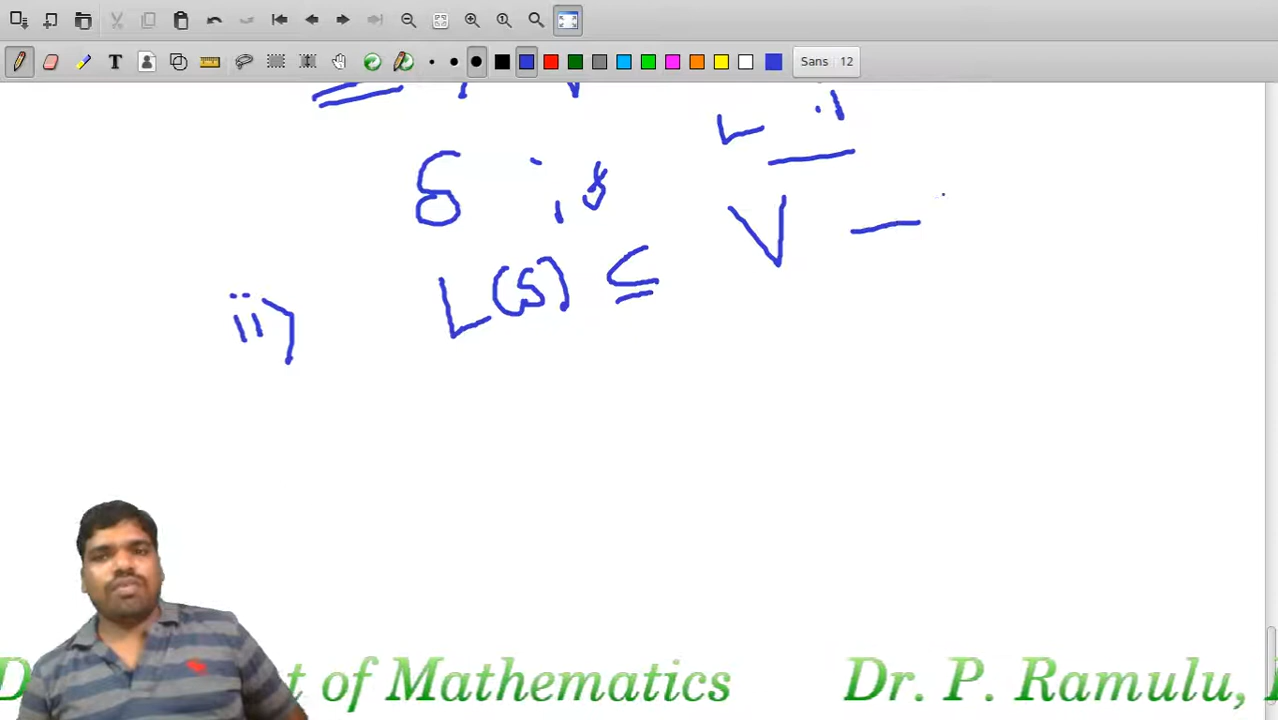 Sans 12
S is L.I
ii) L(S) ⊆ V —
D t of Mathematics Dr. P. Ramulu,